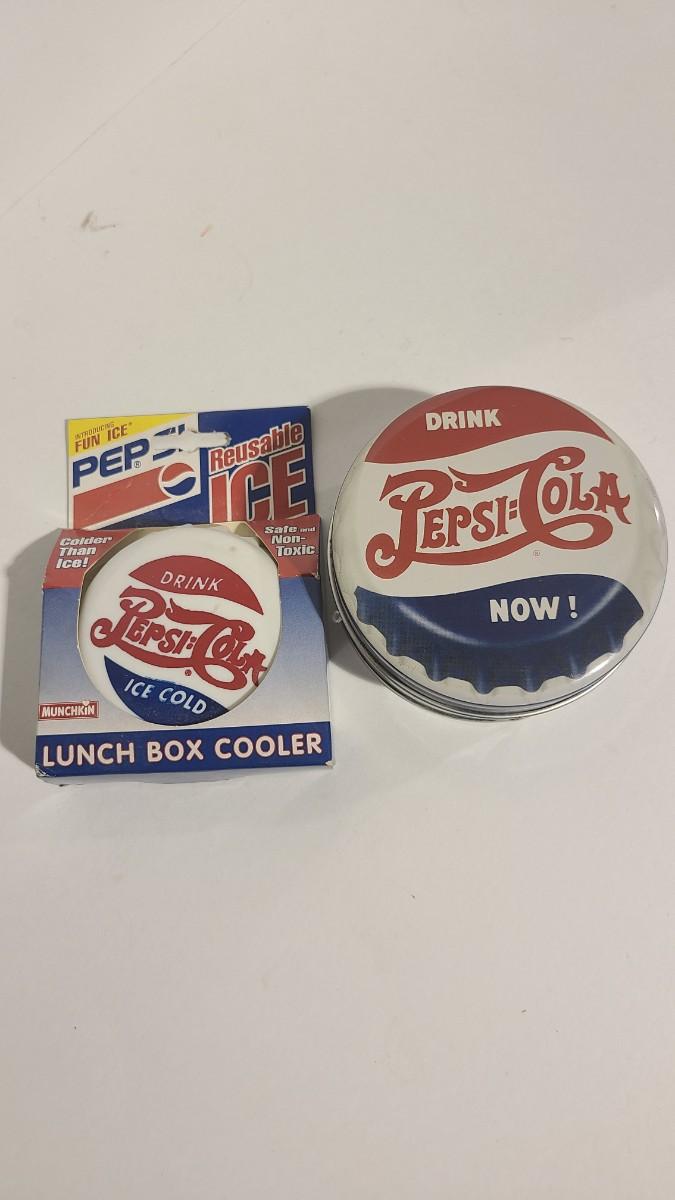 INTRODUCING
FUN ICE
PEPSI
®
Reusable
ICE
Colder
Than
Ice!
Safe and
Non-
Toxic
DRINK
PEPSI=COLA
®
ICE COLD
MUNCHKIN
LUNCH BOX COOLER
DRINK
PEPSI=COLA
®
NOW!